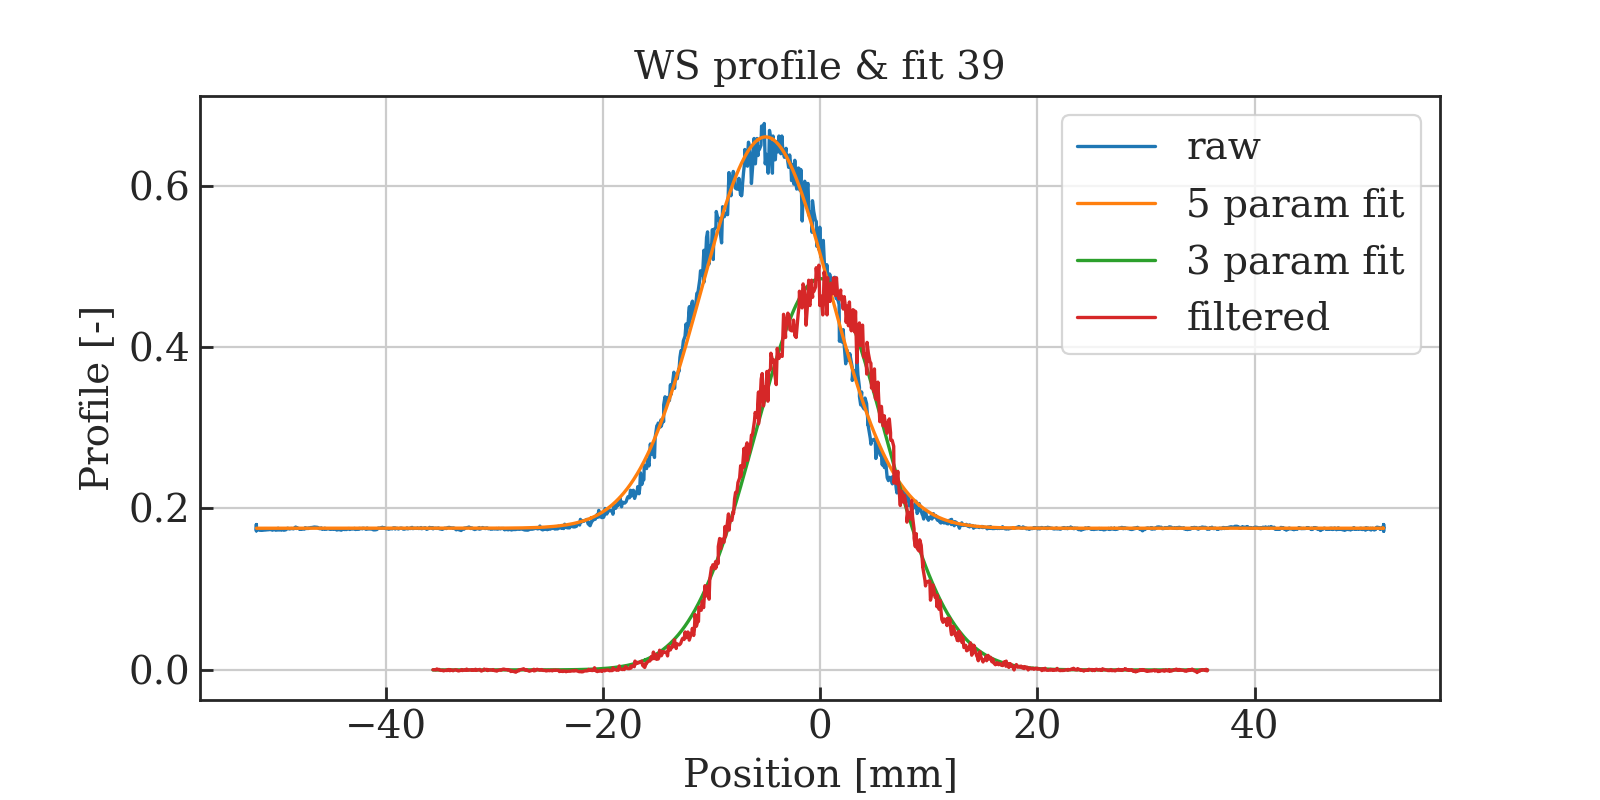 WS profile & fit 39
raw
5 param fit
3 param fit
filtered
Profile [-]
0.6
0.4
0.2
0.0
−40
−20
0
20
40
Position [mm]